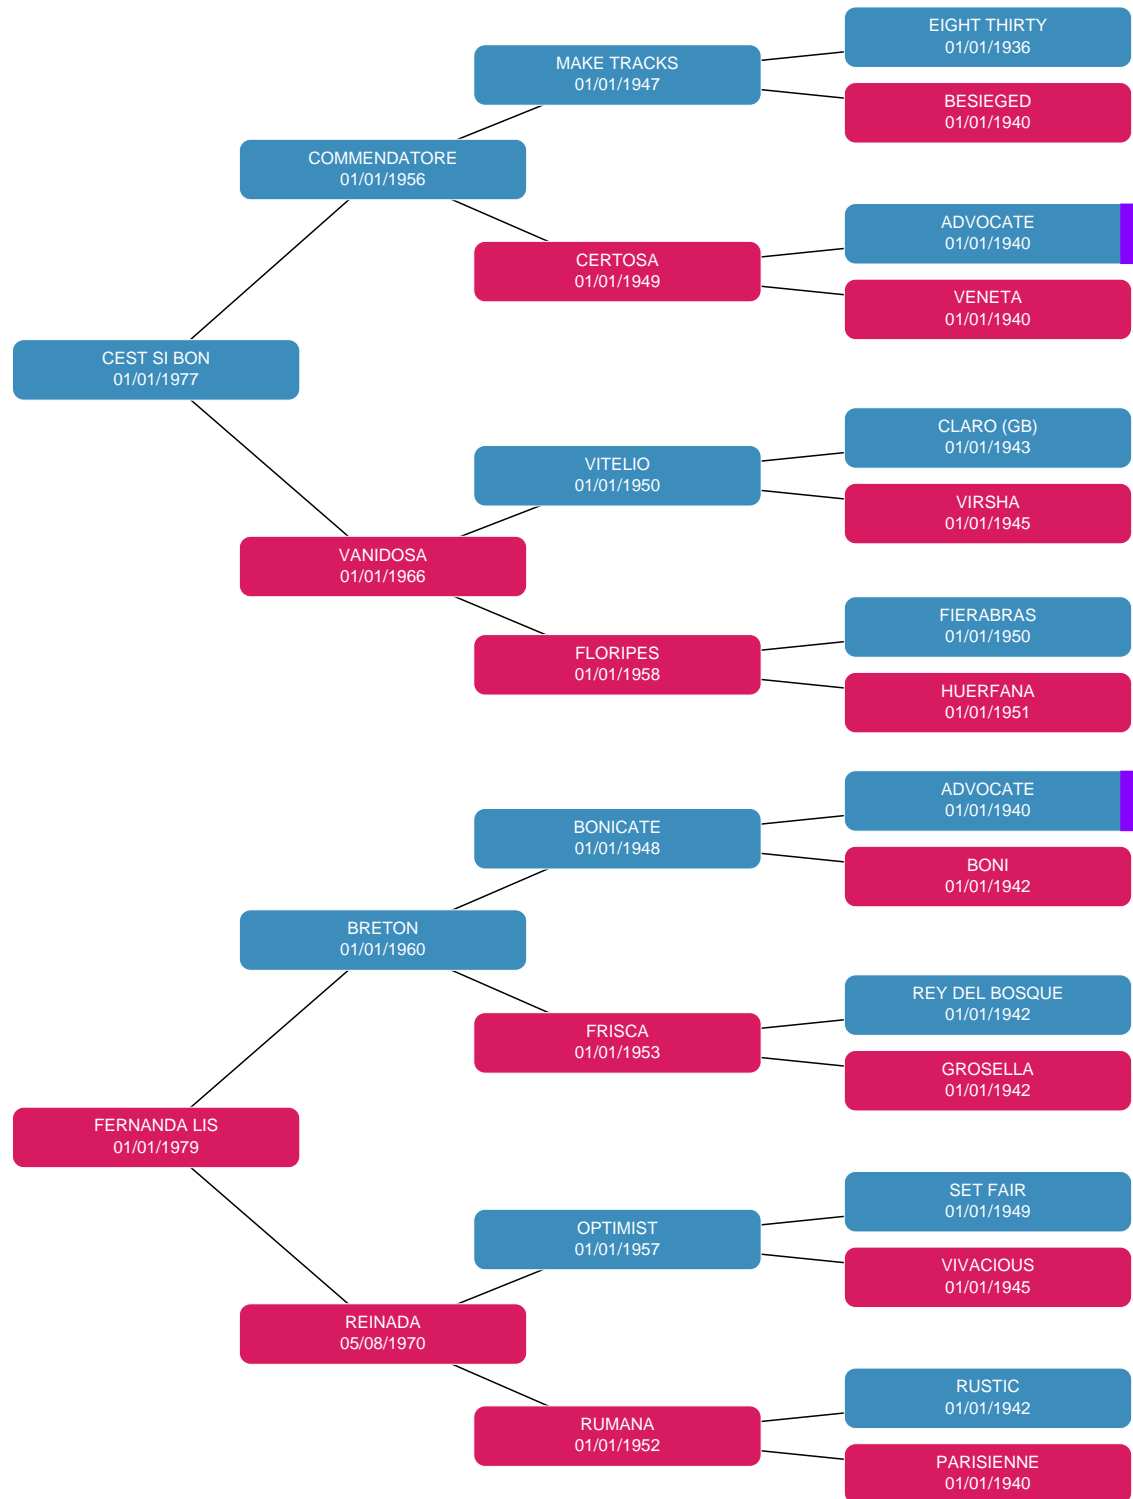 EIGHT THIRTY
01/01/1936
MAKE TRACKS
01/01/1947
BESIEGED
01/01/1940
COMMENDATORE
01/01/1956
ADVOCATE
01/01/1940
CERTOSA
01/01/1949
VENETA
01/01/1940
CEST SI BON
01/01/1977
CLARO (GB)
01/01/1943
VITELIO
01/01/1950
VIRSHA
01/01/1945
VANIDOSA
01/01/1966
FIERABRAS
01/01/1950
FLORIPES
01/01/1958
HUERFANA
01/01/1951
ADVOCATE
01/01/1940
BONICATE
01/01/1948
BONI
01/01/1942
BRETON
01/01/1960
REY DEL BOSQUE
01/01/1942
FRISCA
01/01/1953
GROSELLA
01/01/1942
FERNANDA LIS
01/01/1979
SET FAIR
01/01/1949
OPTIMIST
01/01/1957
VIVACIOUS
01/01/1945
REINADA
05/08/1970
RUSTIC
01/01/1942
RUMANA
01/01/1952
PARISIENNE
01/01/1940